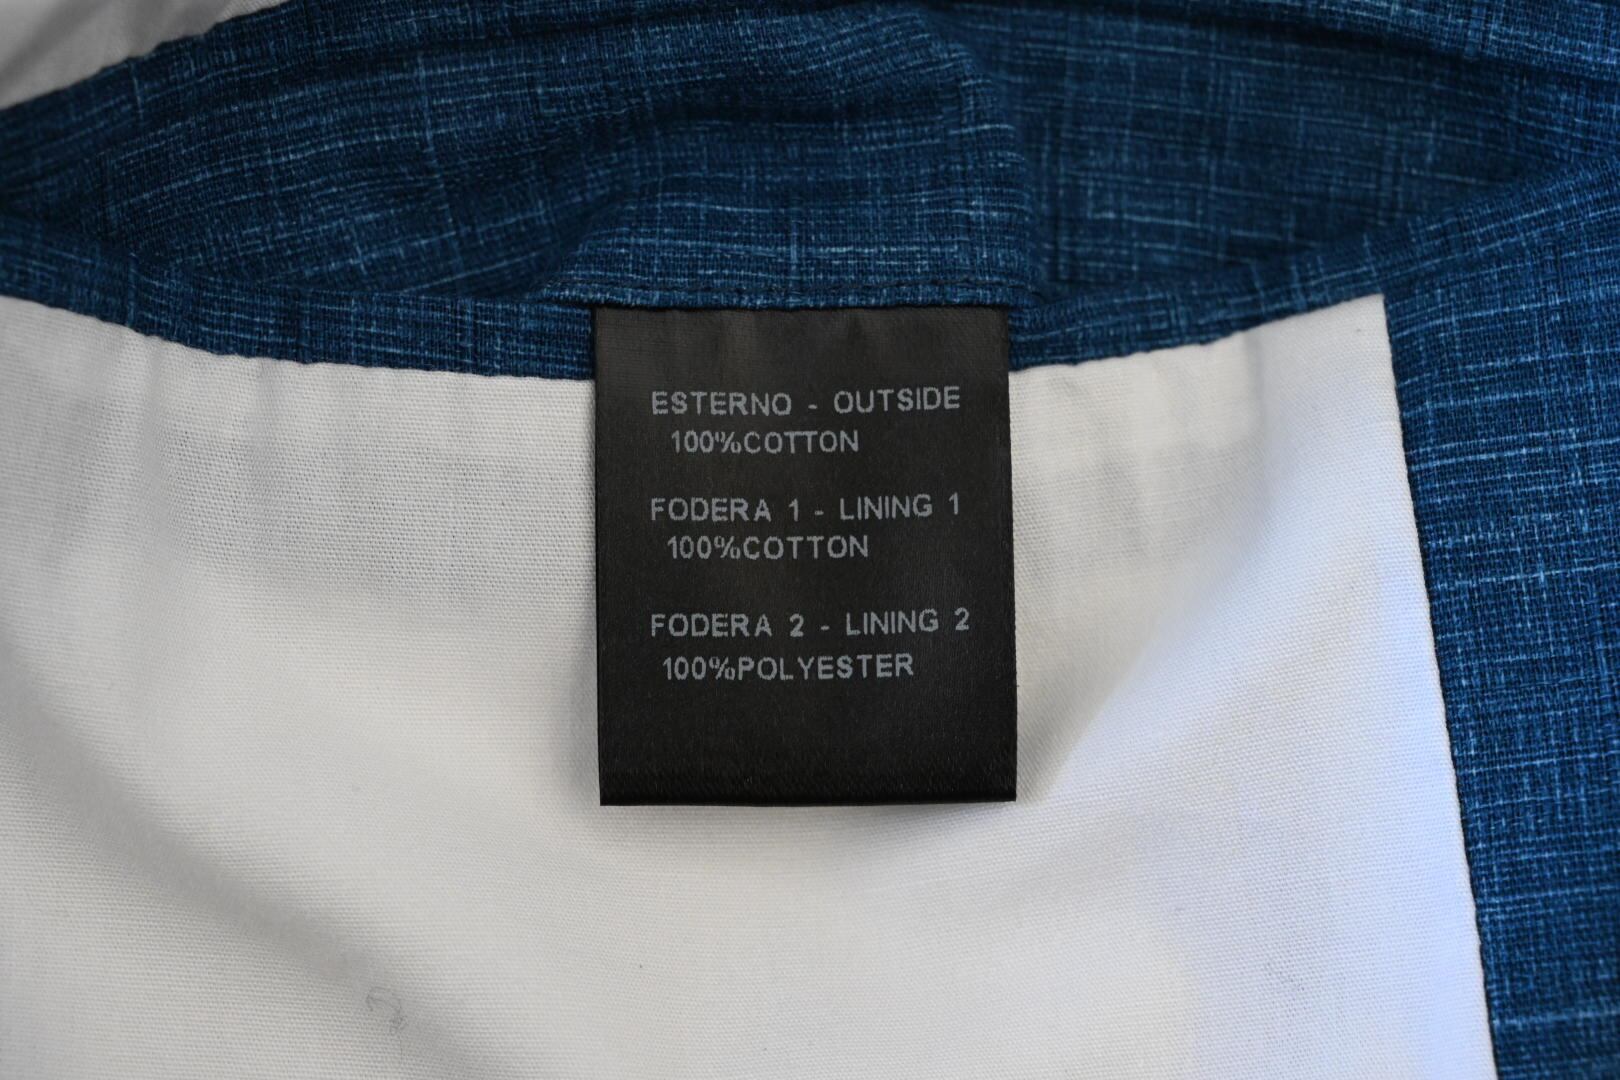 ESTERNO - OUTSIDE
100%COTTON
FODERA 1 - LINING 1
100%COTTON
FODERA 2 - LINING 2
100%POLYESTER